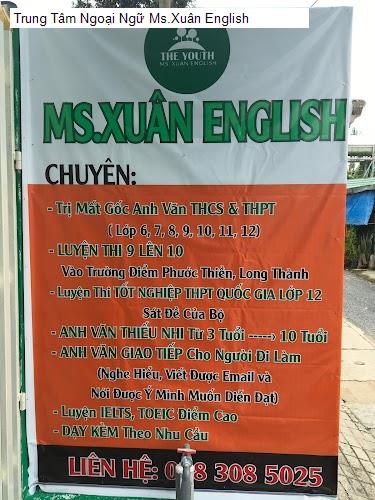 Trung Tâm Ngoại Ngữ Ms.Xuân English
THE YOUTH
MS. XUÂN ENGLISH
MS.XUÂN ENGLISH
CHUYÊN:
- Trị Mất Gốc Anh Văn THCS & THPT
( Lớp 6, 7, 8, 9, 10, 11, 12)
- LUYỆN THI 9 LÊN 10
Vào Trường Điểm Phước Thiền, Long Thành
- Luyện Thi TỐT NGHIỆP THPT QUỐC GIA LỚP 12
Sát Đề Của Bộ
- ANH VĂN THIẾU NHI Từ 3 Tuổi -----> 10 Tuổi
- ANH VĂN GIAO TIẾP Cho Người Đi Làm
(Nghe Hiểu, Viết Được Email và
Nói Được Ý Mình Muốn Diễn Đạt)
- Luyện IELTS, TOEIC Điểm Cao
- DẠY KÈM Theo Nhu Cầu
LIÊN HỆ: 8 308 5025